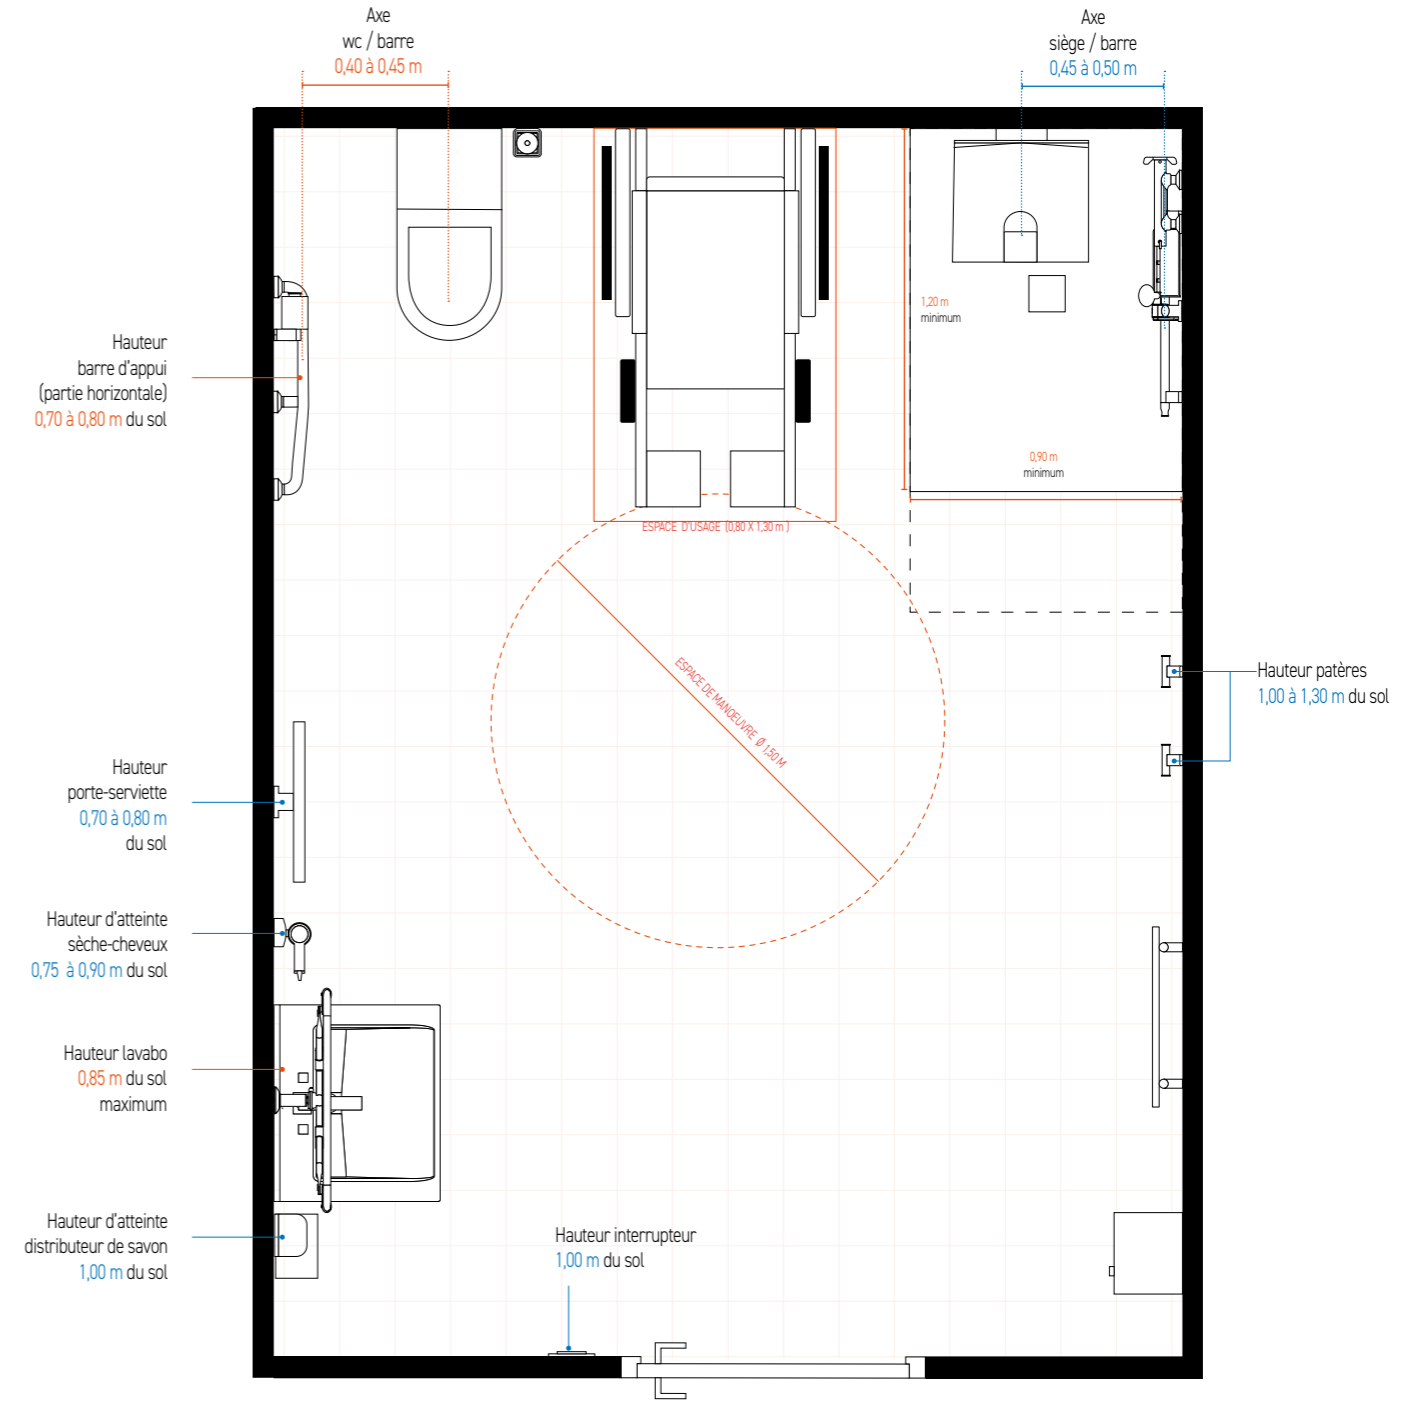 Axe
wc / barre
0,40 à 0,45 m
Axe
siège / barre
0,45 à 0,50 m
1,20 m
minimum
Hauteur
barre d'appui
(partie horizontale)
0,70 à 0,80 m du sol
0,90 m
minimum
ESPACE D'USAGE (0,80 X 1,30 m )
ESPACE DE MANŒUVRE Ø 1,50 M
Hauteur patères
1,00 à 1,30 m du sol
Hauteur
porte-serviette
0,70 à 0,80 m
du sol
Hauteur d'atteinte
sèche-cheveux
0,75 à 0,90 m du sol
Hauteur lavabo
0,85 m du sol
maximum
Hauteur d'atteinte
distributeur de savon
1,00 m du sol
Hauteur interrupteur
1,00 m du sol